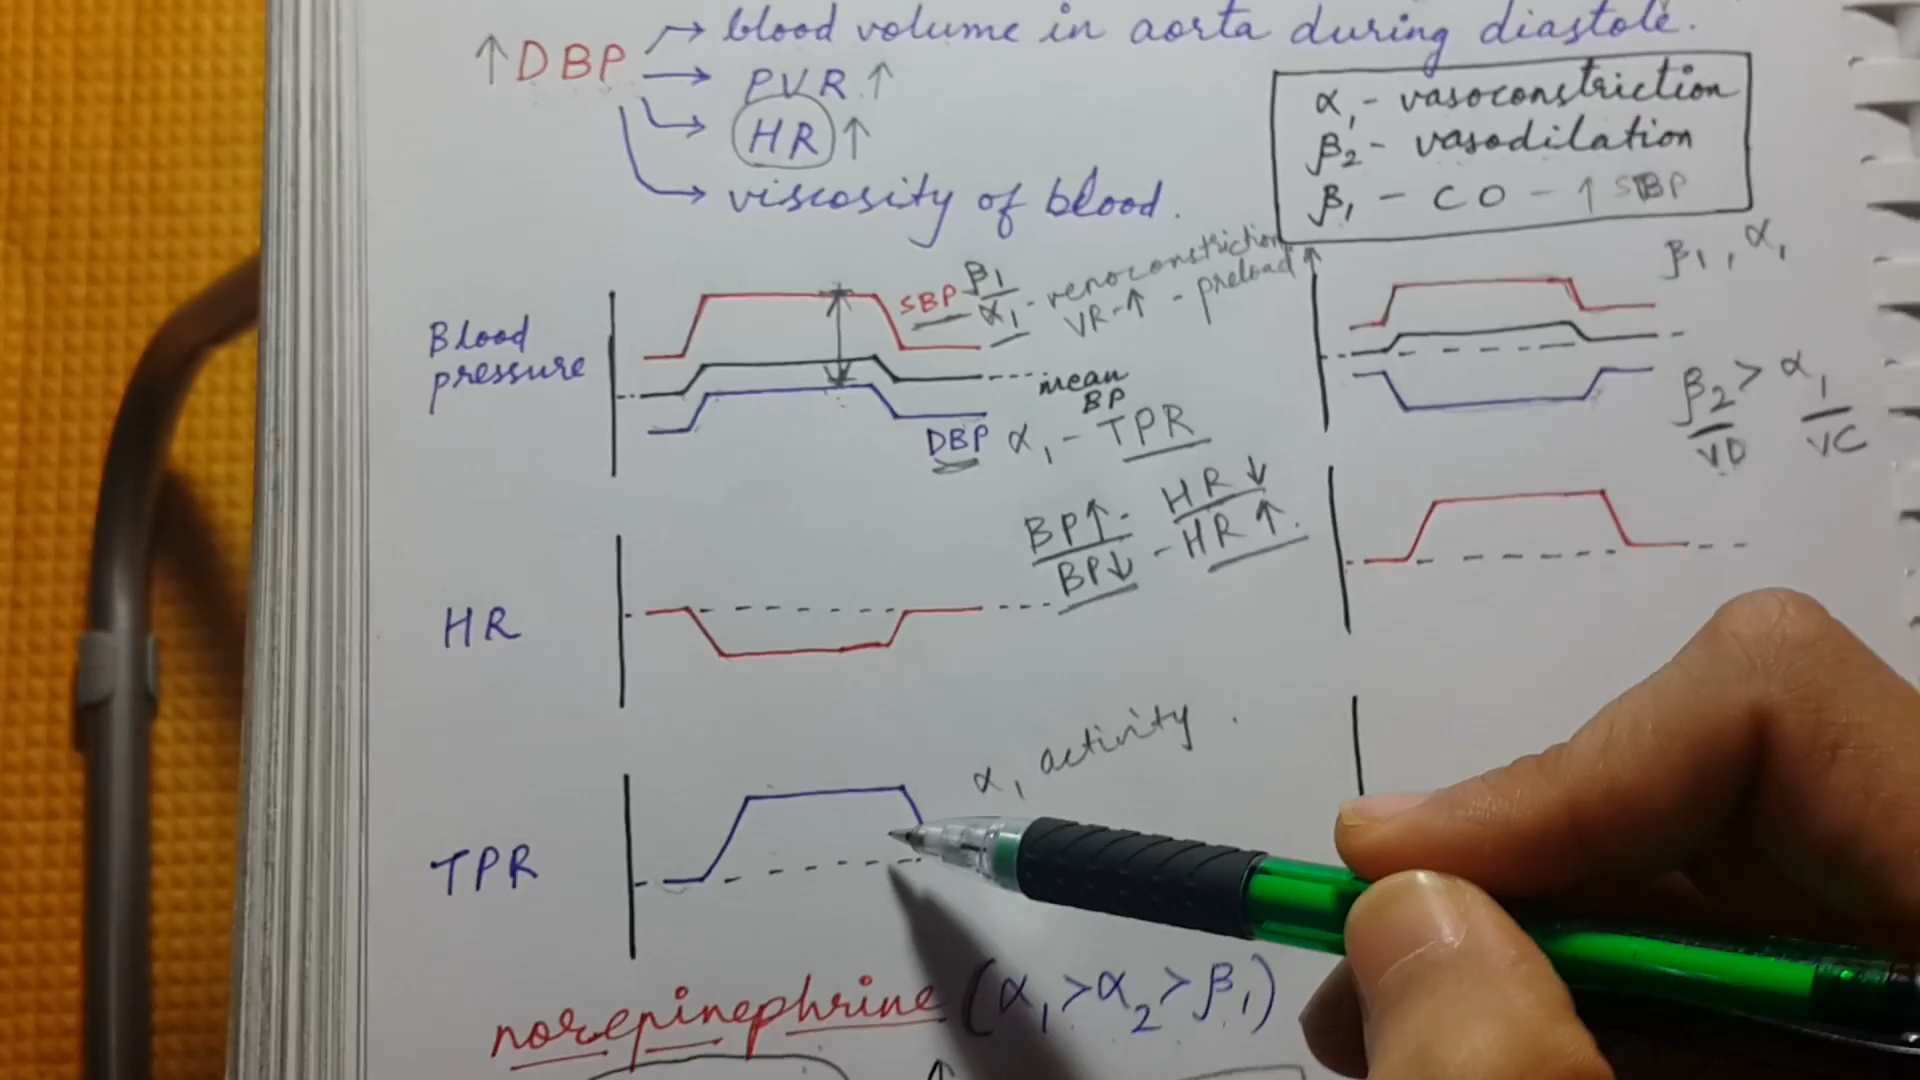 ↑DBP → blood volume in aorta during diastole.
→ PVR ↑
→ HR ↑
→ viscosity of blood.
α₁ - vasoconstriction
β₂ - vasodilation
β₁ - CO - ↑ SBP
Blood
pressure
SBP β₁
α₁ - venoconstriction
VR-↑ - preload
mean
BP
DBP α₁ - TPR
β₁, α₁
β₂ > α₁
VD VC
BP↑ - HR↓
BP↓ - HR↑.
HR
α₁ activity.
TPR
norepinephrine (α₁>α₂>β₁)